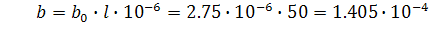 b = b₀ · l · 10⁻⁶ = 2.75 · 10⁻⁶ · 50 = 1.405 · 10⁻⁴